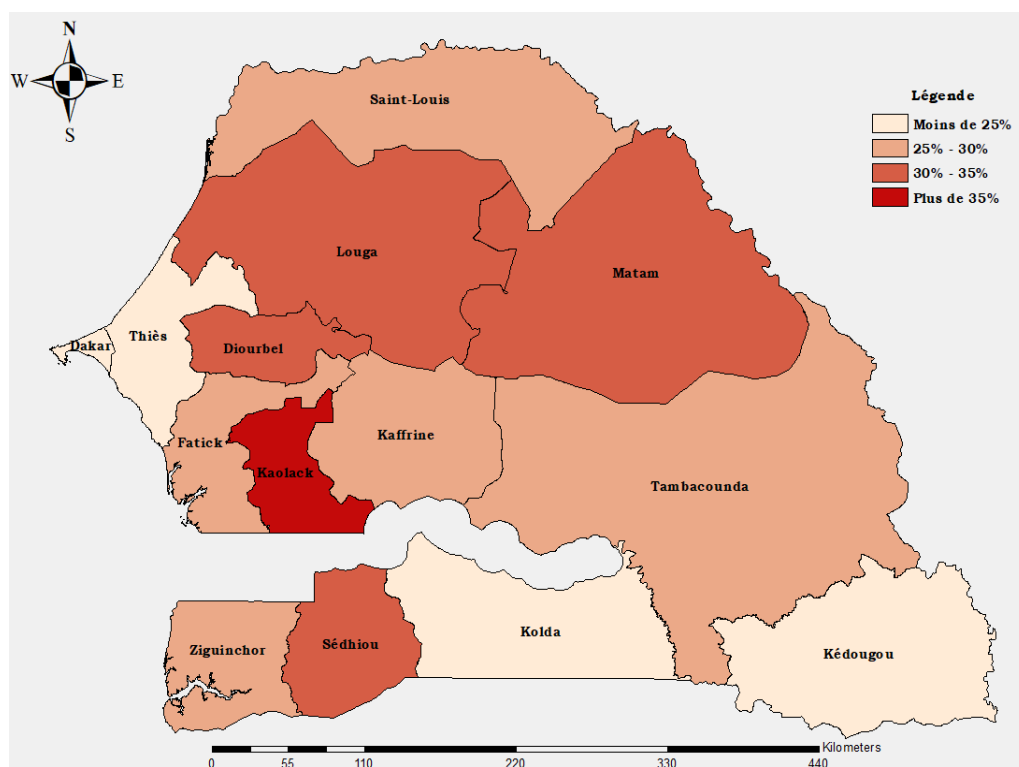 N
W E
S
Saint-Louis
Légende
Moins de 25%
25% - 30%
30% - 35%
Plus de 35%
Louga
Matam
Thiès
Dakar
Diourbel
Fatick
Kaffrine
Kaolack
Tambacounda
Kolda
Sédhiou
Ziguinchor
Kédougou
Kilometers
0 55 110 220 330 440